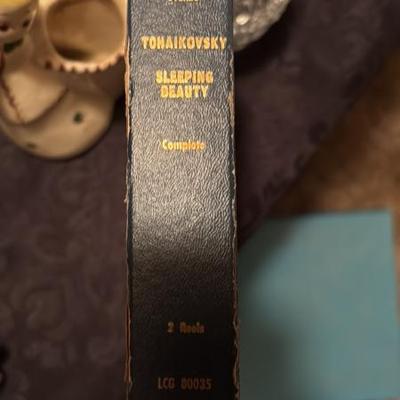 TCHAIKOVSKY
SLEEPING
BEAUTY
Complete
2 Reels
LCG 80035